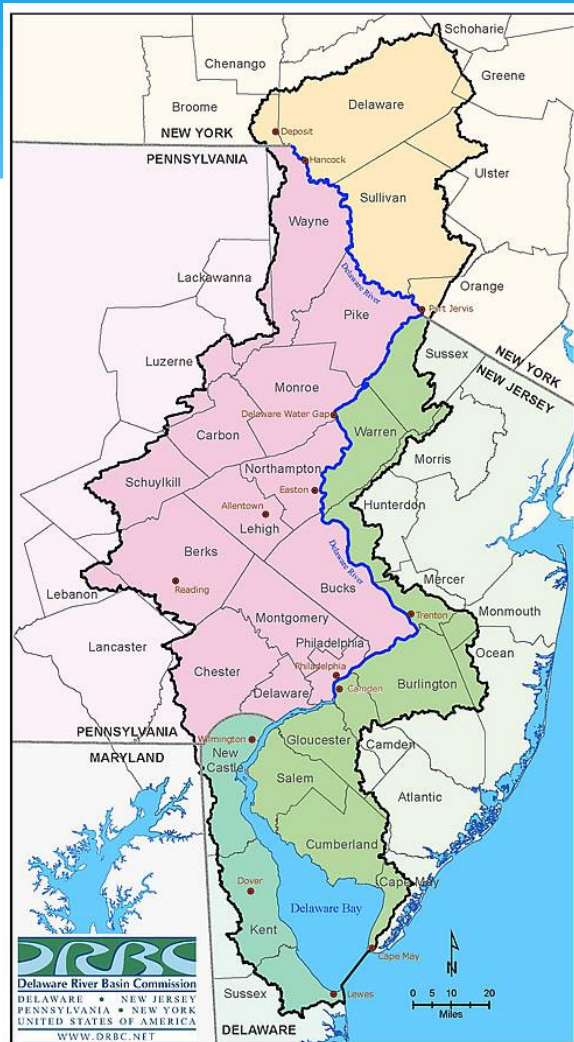 Schoharie
Chenango
Greene
Delaware
Broome
Deposit
NEW YORK
PENNSYLVANIA
Hancock
Ulster
Wayne
Sullivan
Delaware River
Lackawanna
Orange
Port Jervis
Pike
Luzerne
Sussex
NEW YORK
NEW JERSEY
Monroe
Delaware Water Gap
Warren
Carbon
Morris
Northampton
Schuylkill
Easton
Hunterdon
Allentown
Lehigh
Delaware River
Berks
Mercer
Reading
Bucks
Lebanon
Monmouth
Trenton
Montgomery
Lancaster
Philadelphia
Ocean
Philadelphia
Chester
Camden
Burlington
Delaware
PENNSYLVANIA
Wilmington
Gloucester
MARYLAND
New
Castle
Camden
Salem
Atlantic
Cumberland
Cape May
Dover
Delaware Bay
Kent
Cape May
N
DRBC
Delaware River Basin Commission
DELAWARE • NEW JERSEY
PENNSYLVANIA • NEW YORK
UNITED STATES OF AMERICA
WWW.DRBC.NET
Sussex
Lewes
DELAWARE
0 5 10 20
Miles